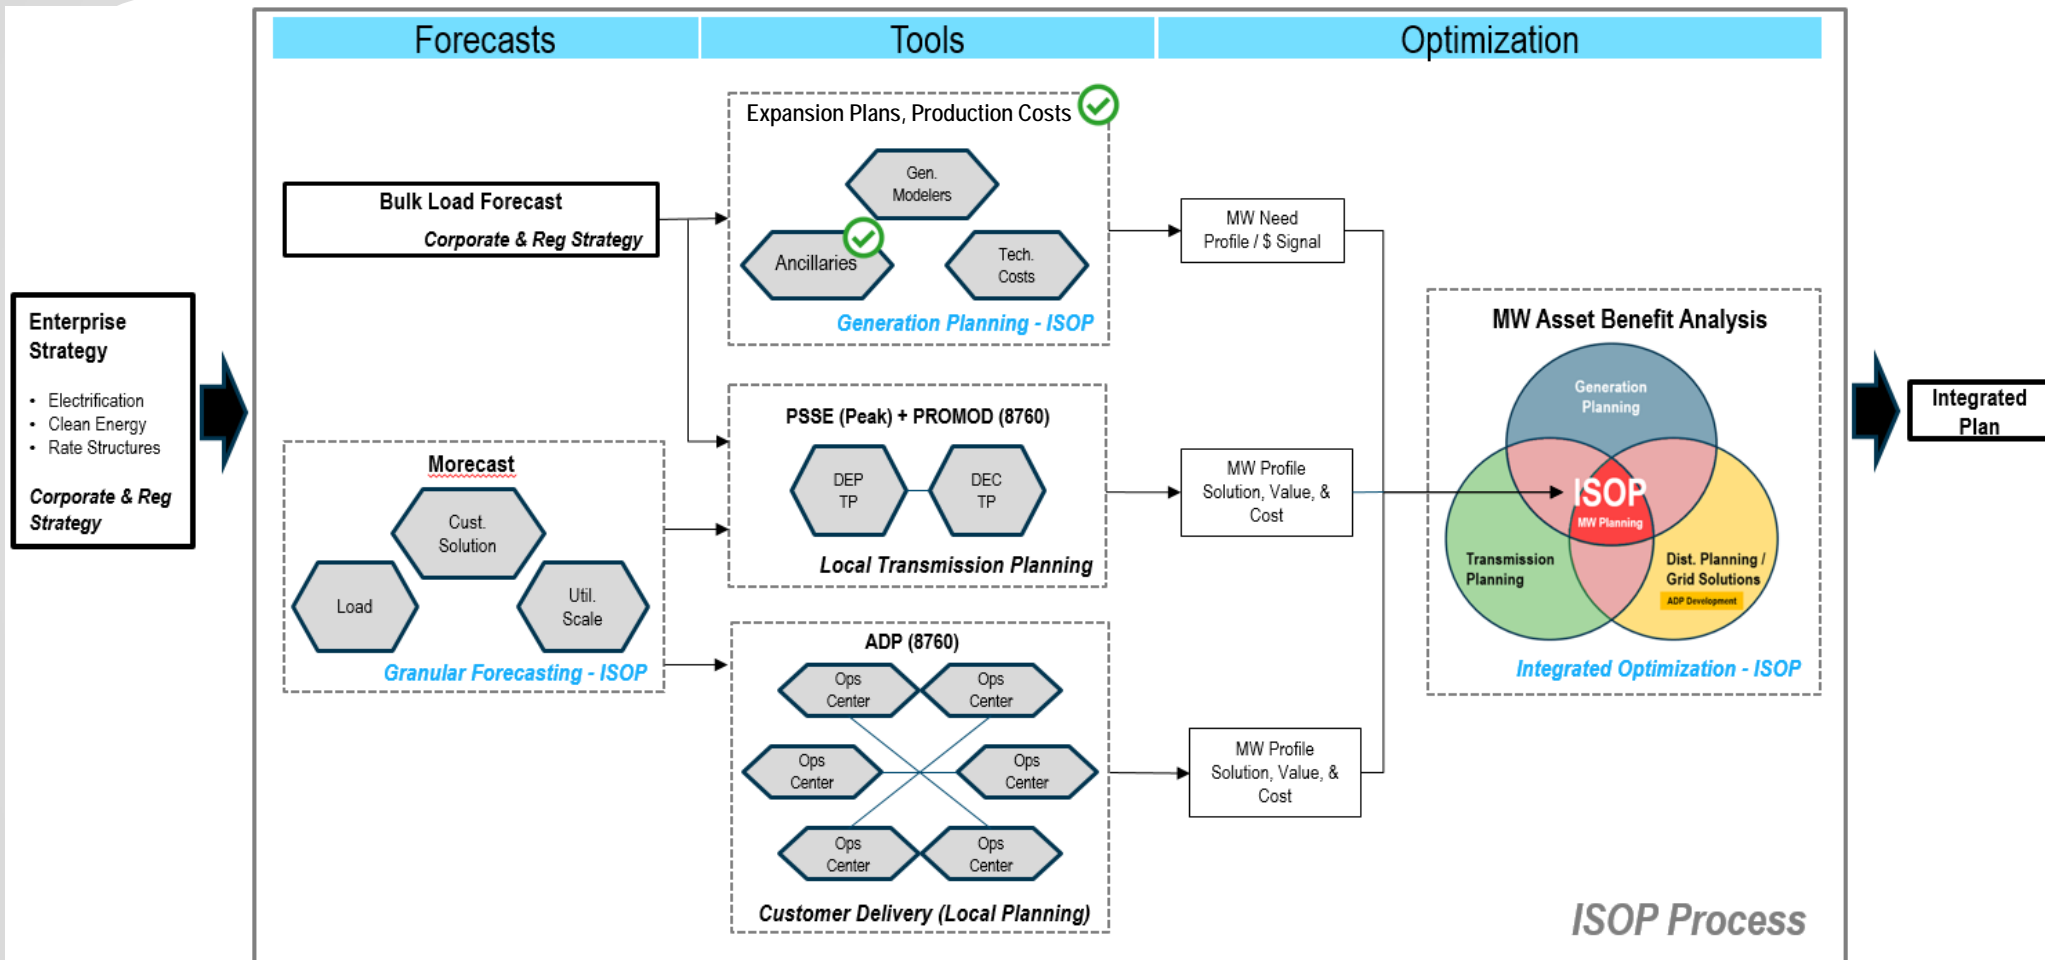 Forecasts
Tools
Optimization
Enterprise
Strategy
• Electrification
• Clean Energy
• Rate Structures
Corporate & Reg
Strategy
Bulk Load Forecast
Corporate & Reg Strategy
Morecast
Cust.
Solution
Load
Util.
Scale
Granular Forecasting - ISOP
Expansion Plans, Production Costs
Gen.
Modelers
Ancillaries
Tech.
Costs
Generation Planning - ISOP
PSSE (Peak) + PROMOD (8760)
DEP
TP
DEC
TP
Local Transmission Planning
ADP (8760)
Ops
Center
Ops
Center
Ops
Center
Ops
Center
Ops
Center
Ops
Center
Customer Delivery (Local Planning)
MW Need
Profile / $ Signal
MW Profile
Solution, Value, &
Cost
MW Profile
Solution, Value, &
Cost
MW Asset Benefit Analysis
Generation
Planning
ISOP
MW Planning
Transmission
Planning
Dist. Planning /
Grid Solutions
ADP Development
Integrated Optimization - ISOP
Integrated
Plan
ISOP Process